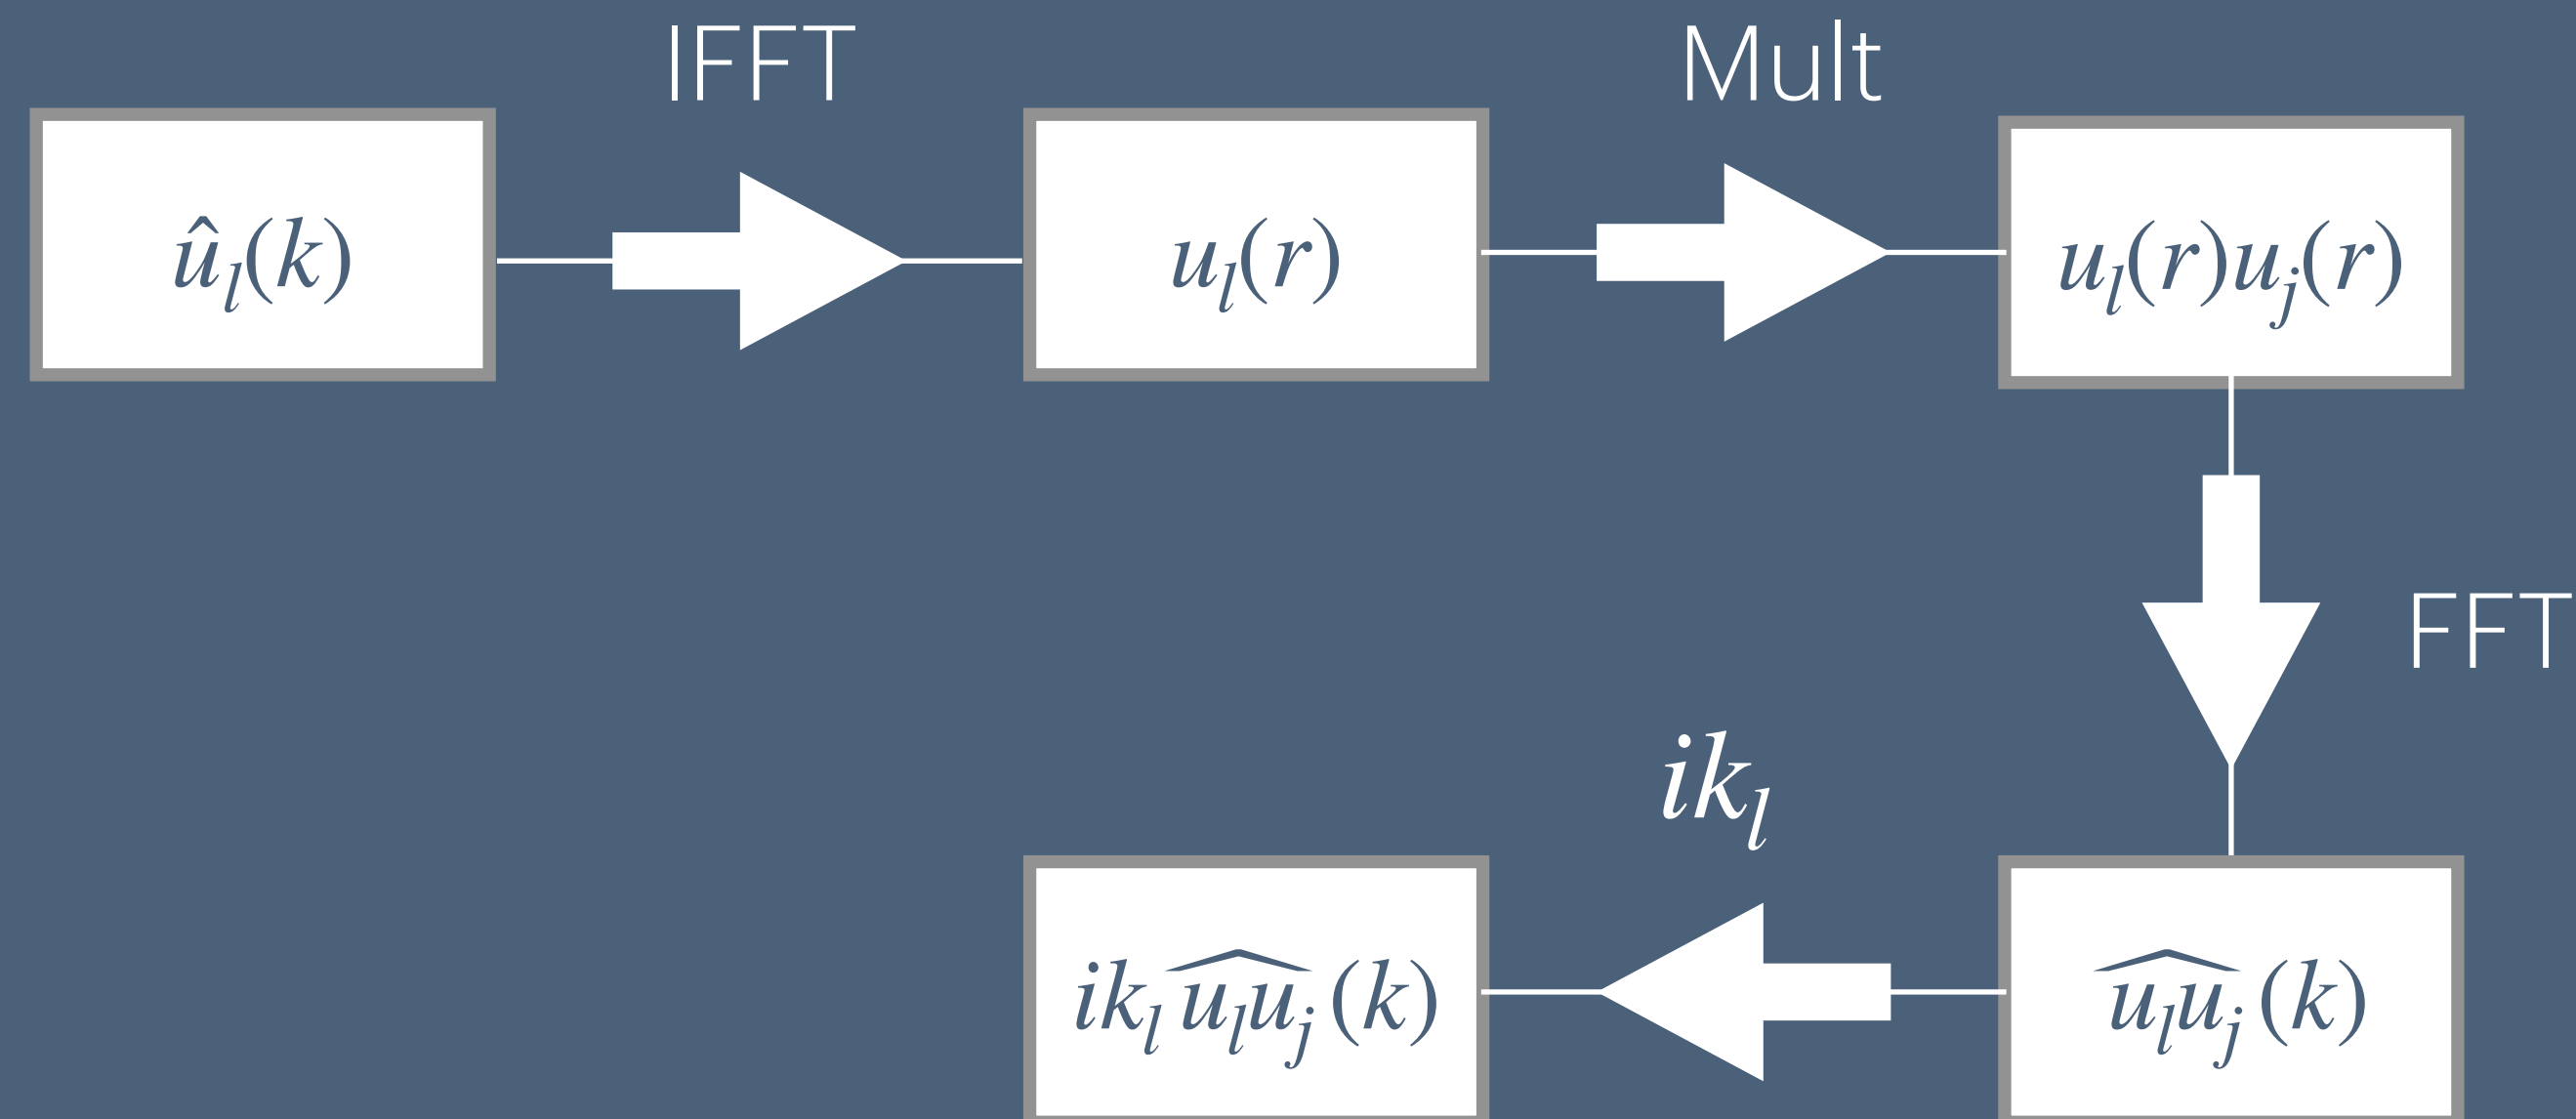 IFFT
Mult
û_l(k)
u_l(r)
u_l(r)u_j(r)
FFT
ik_l
ik_l \widehat{u_l u_j}(k)
\widehat{u_l u_j}(k)